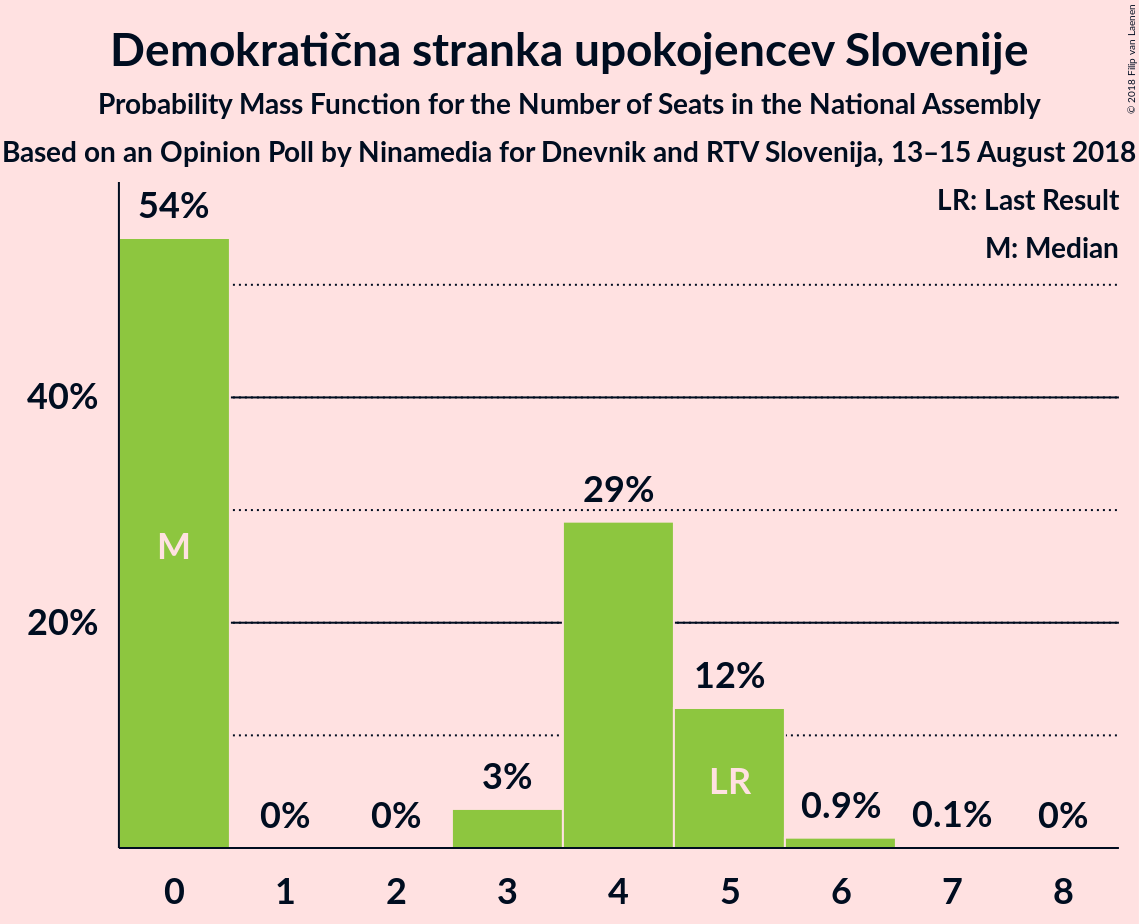 Demokratična stranka upokojencev Slovenije
Probability Mass Function for the Number of Seats in the National Assembly
Based on an Opinion Poll by Ninamedia for Dnevnik and RTV Slovenija, 13–15 August 2018
© 2018 Filip van Laenen
LR: Last Result
M: Median
54%
40%
29%
M
20%
12%
LR
3%
0%
0%
0.9%
0.1%
0%
0 1 2 3 4 5 6 7 8